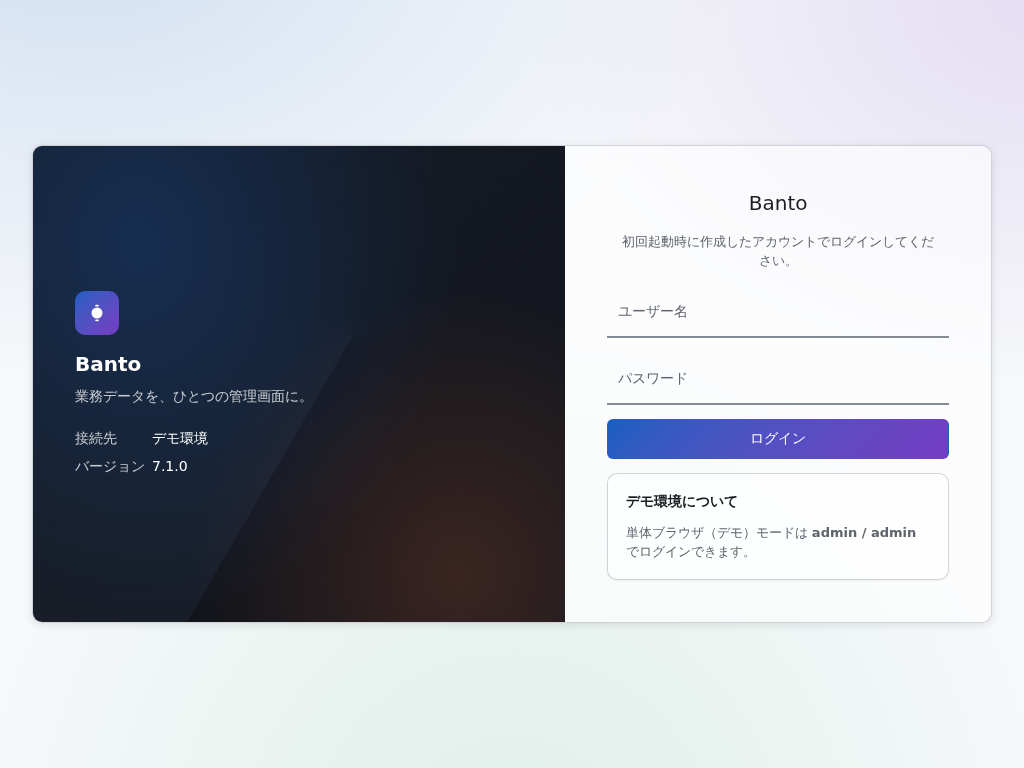 Banto
業務データを、ひとつの管理画面に。
接続先 デモ環境
バージョン 7.1.0
Banto
初回起動時に作成したアカウントでログインしてくだ
さい。
ユーザー名
パスワード
ログイン
デモ環境について
単体ブラウザ（デモ）モードは admin / admin
でログインできます。